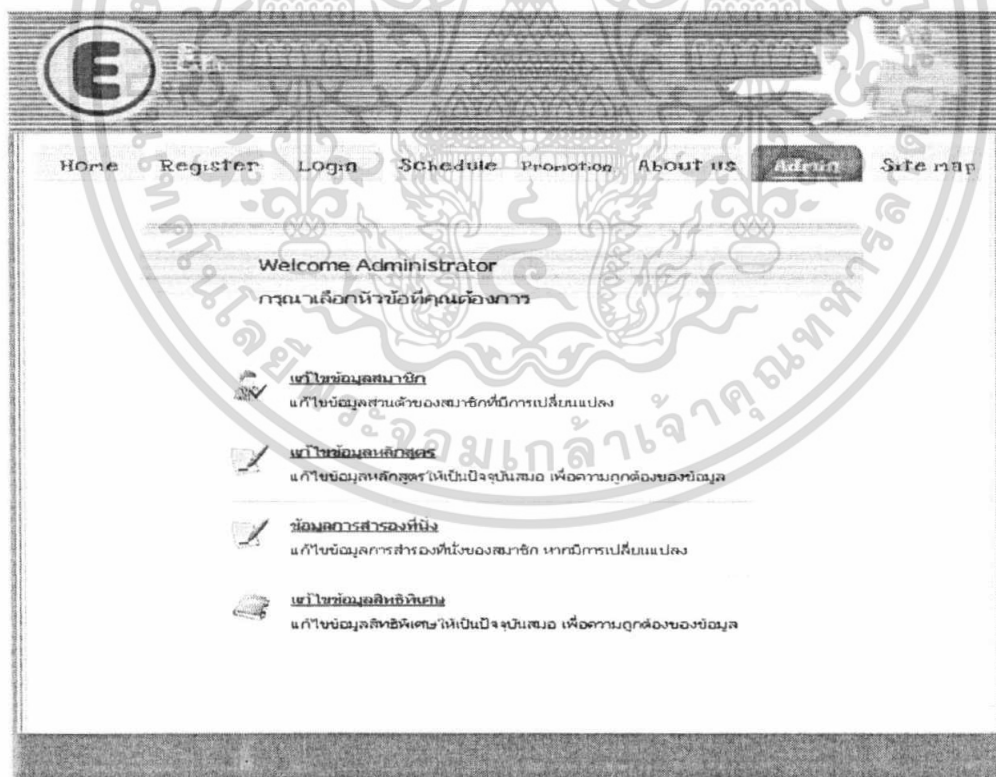 E
Home Register Login Schedule Promotion About us Admin Site map
Welcome Administrator
กรุณาเลือกหัวข้อที่คุณต้องการ
แก้ไขข้อมูลสมาชิก
แก้ไขข้อมูลส่วนตัวของสมาชิกที่มีการเปลี่ยนแปลง
แก้ไขข้อมูลหลักสูตร
แก้ไขข้อมูลหลักสูตรให้เป็นปัจจุบันเสมอ เพื่อความถูกต้องของข้อมูล
ข้อมูลการสำรองที่นั่ง
แก้ไขข้อมูลการสำรองที่นั่งของสมาชิก หากมีการเปลี่ยนแปลง
แก้ไขข้อมูลสิทธิพิเศษ
แก้ไขข้อมูลสิทธิพิเศษให้เป็นปัจจุบันเสมอ เพื่อความถูกต้องของข้อมูล